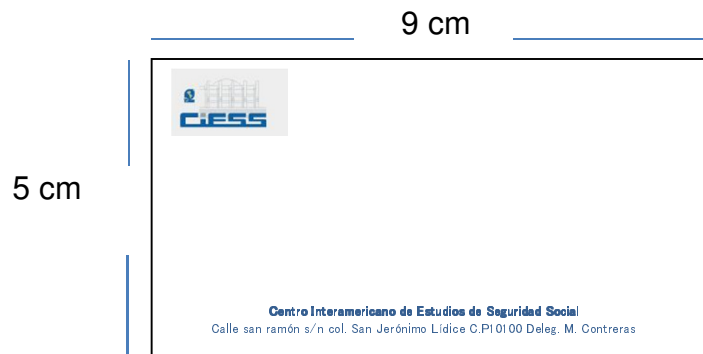 9 cm
CiESS
5 cm
Centro Interamericano de Estudios de Seguridad Social
Calle san ramón s/n col. San Jerónimo Lídice C.P10100 Deleg. M. Contreras